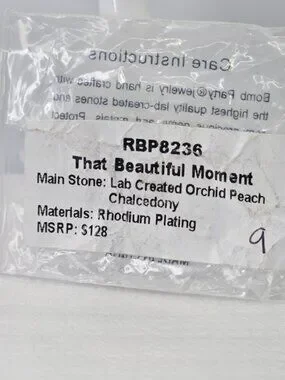 Care Instructions
Bomb Party® jewelry is hand crafted with
the highest quality lab-created stones and
RBP8236
That Beautiful Moment
Main Stone: Lab Created Orchid Peach
Chalcedony
Materials: Rhodium Plating
MSRP: $128
9